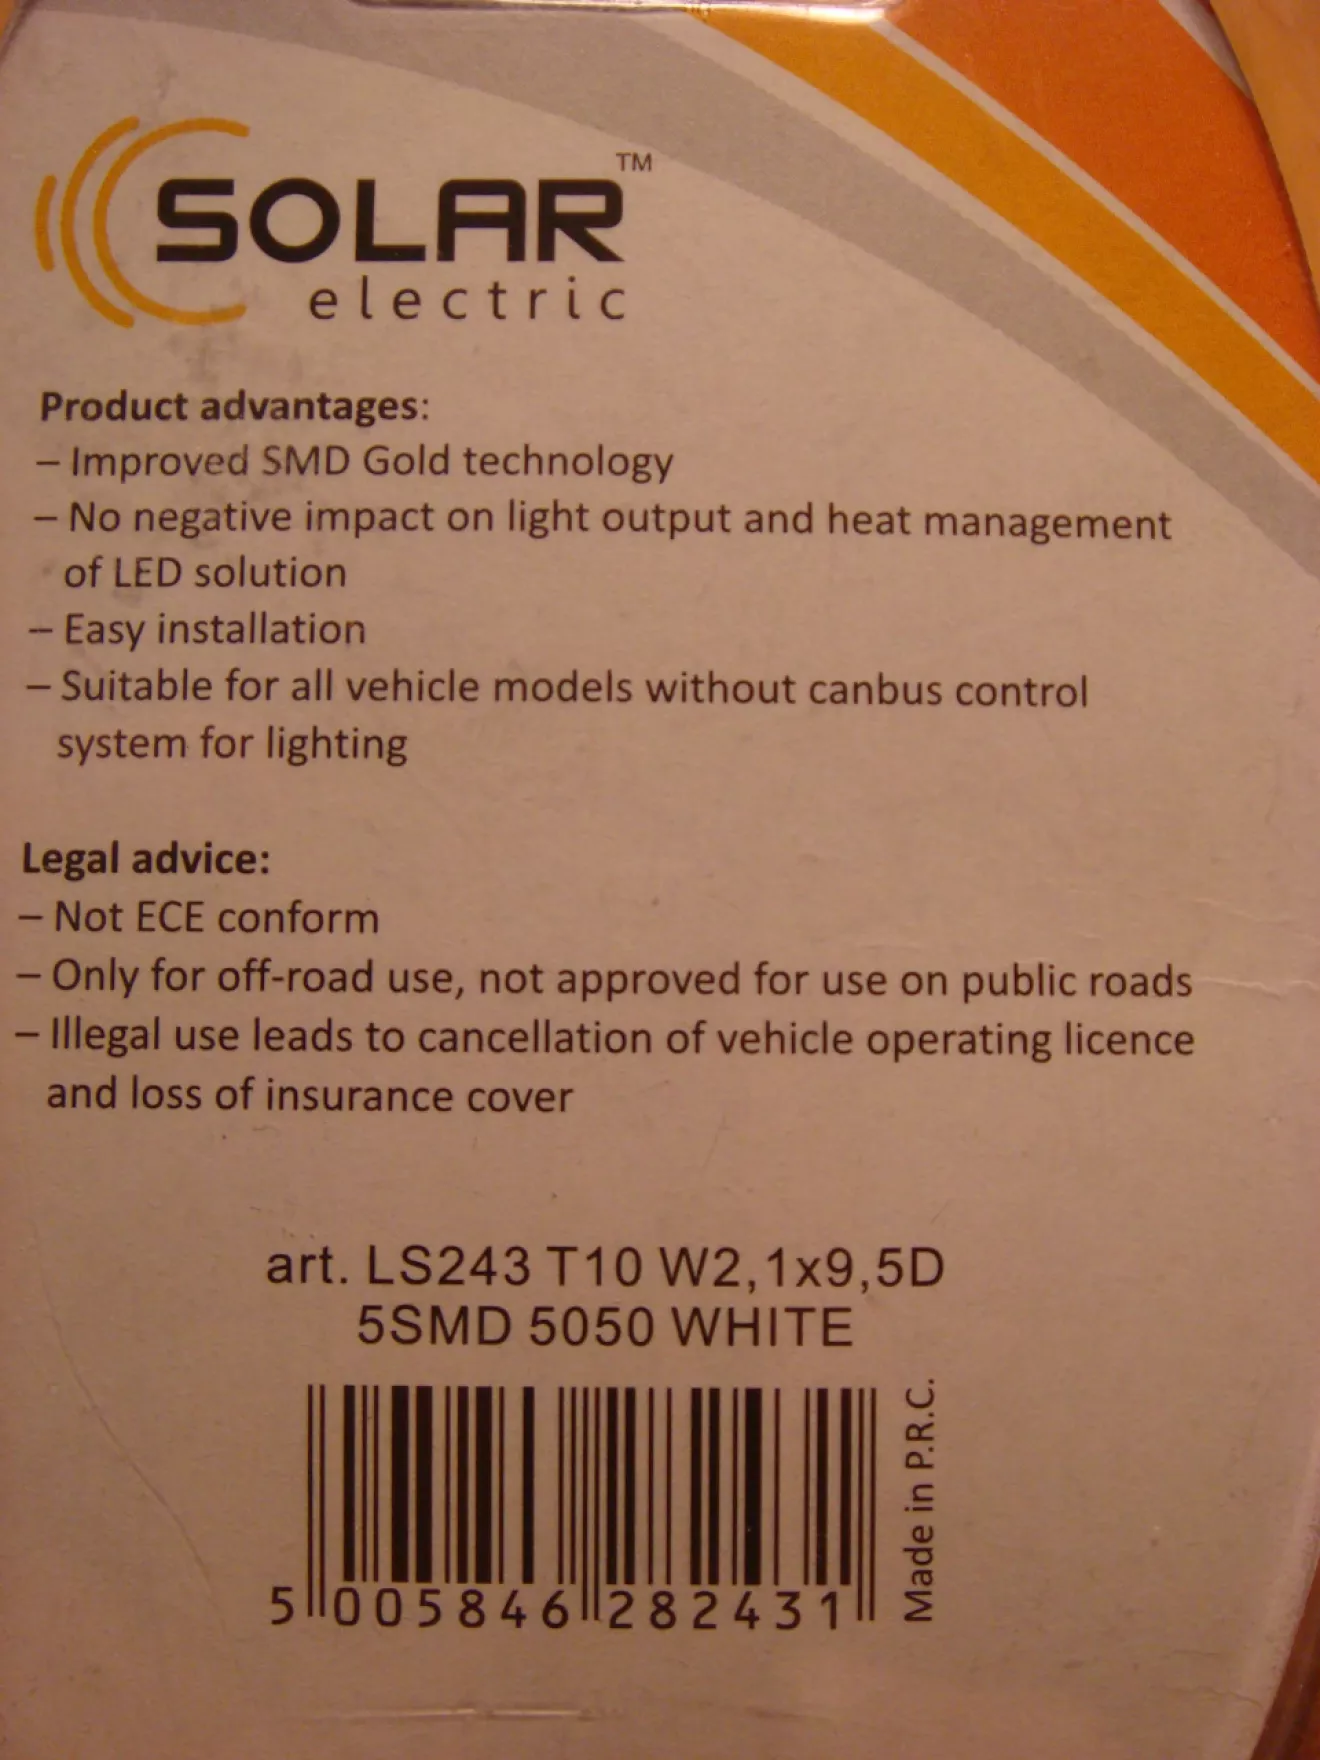 SOLAR™
electric
Product advantages:
– Improved SMD Gold technology
– No negative impact on light output and heat management
of LED solution
– Easy installation
– Suitable for all vehicle models without canbus control
system for lighting
Legal advice:
– Not ECE conform
– Only for off-road use, not approved for use on public roads
– Illegal use leads to cancellation of vehicle operating licence
and loss of insurance cover
art. LS243 T10 W2,1x9,5D
5SMD 5050 WHITE
5 005846 282431
Made in P.R.C.